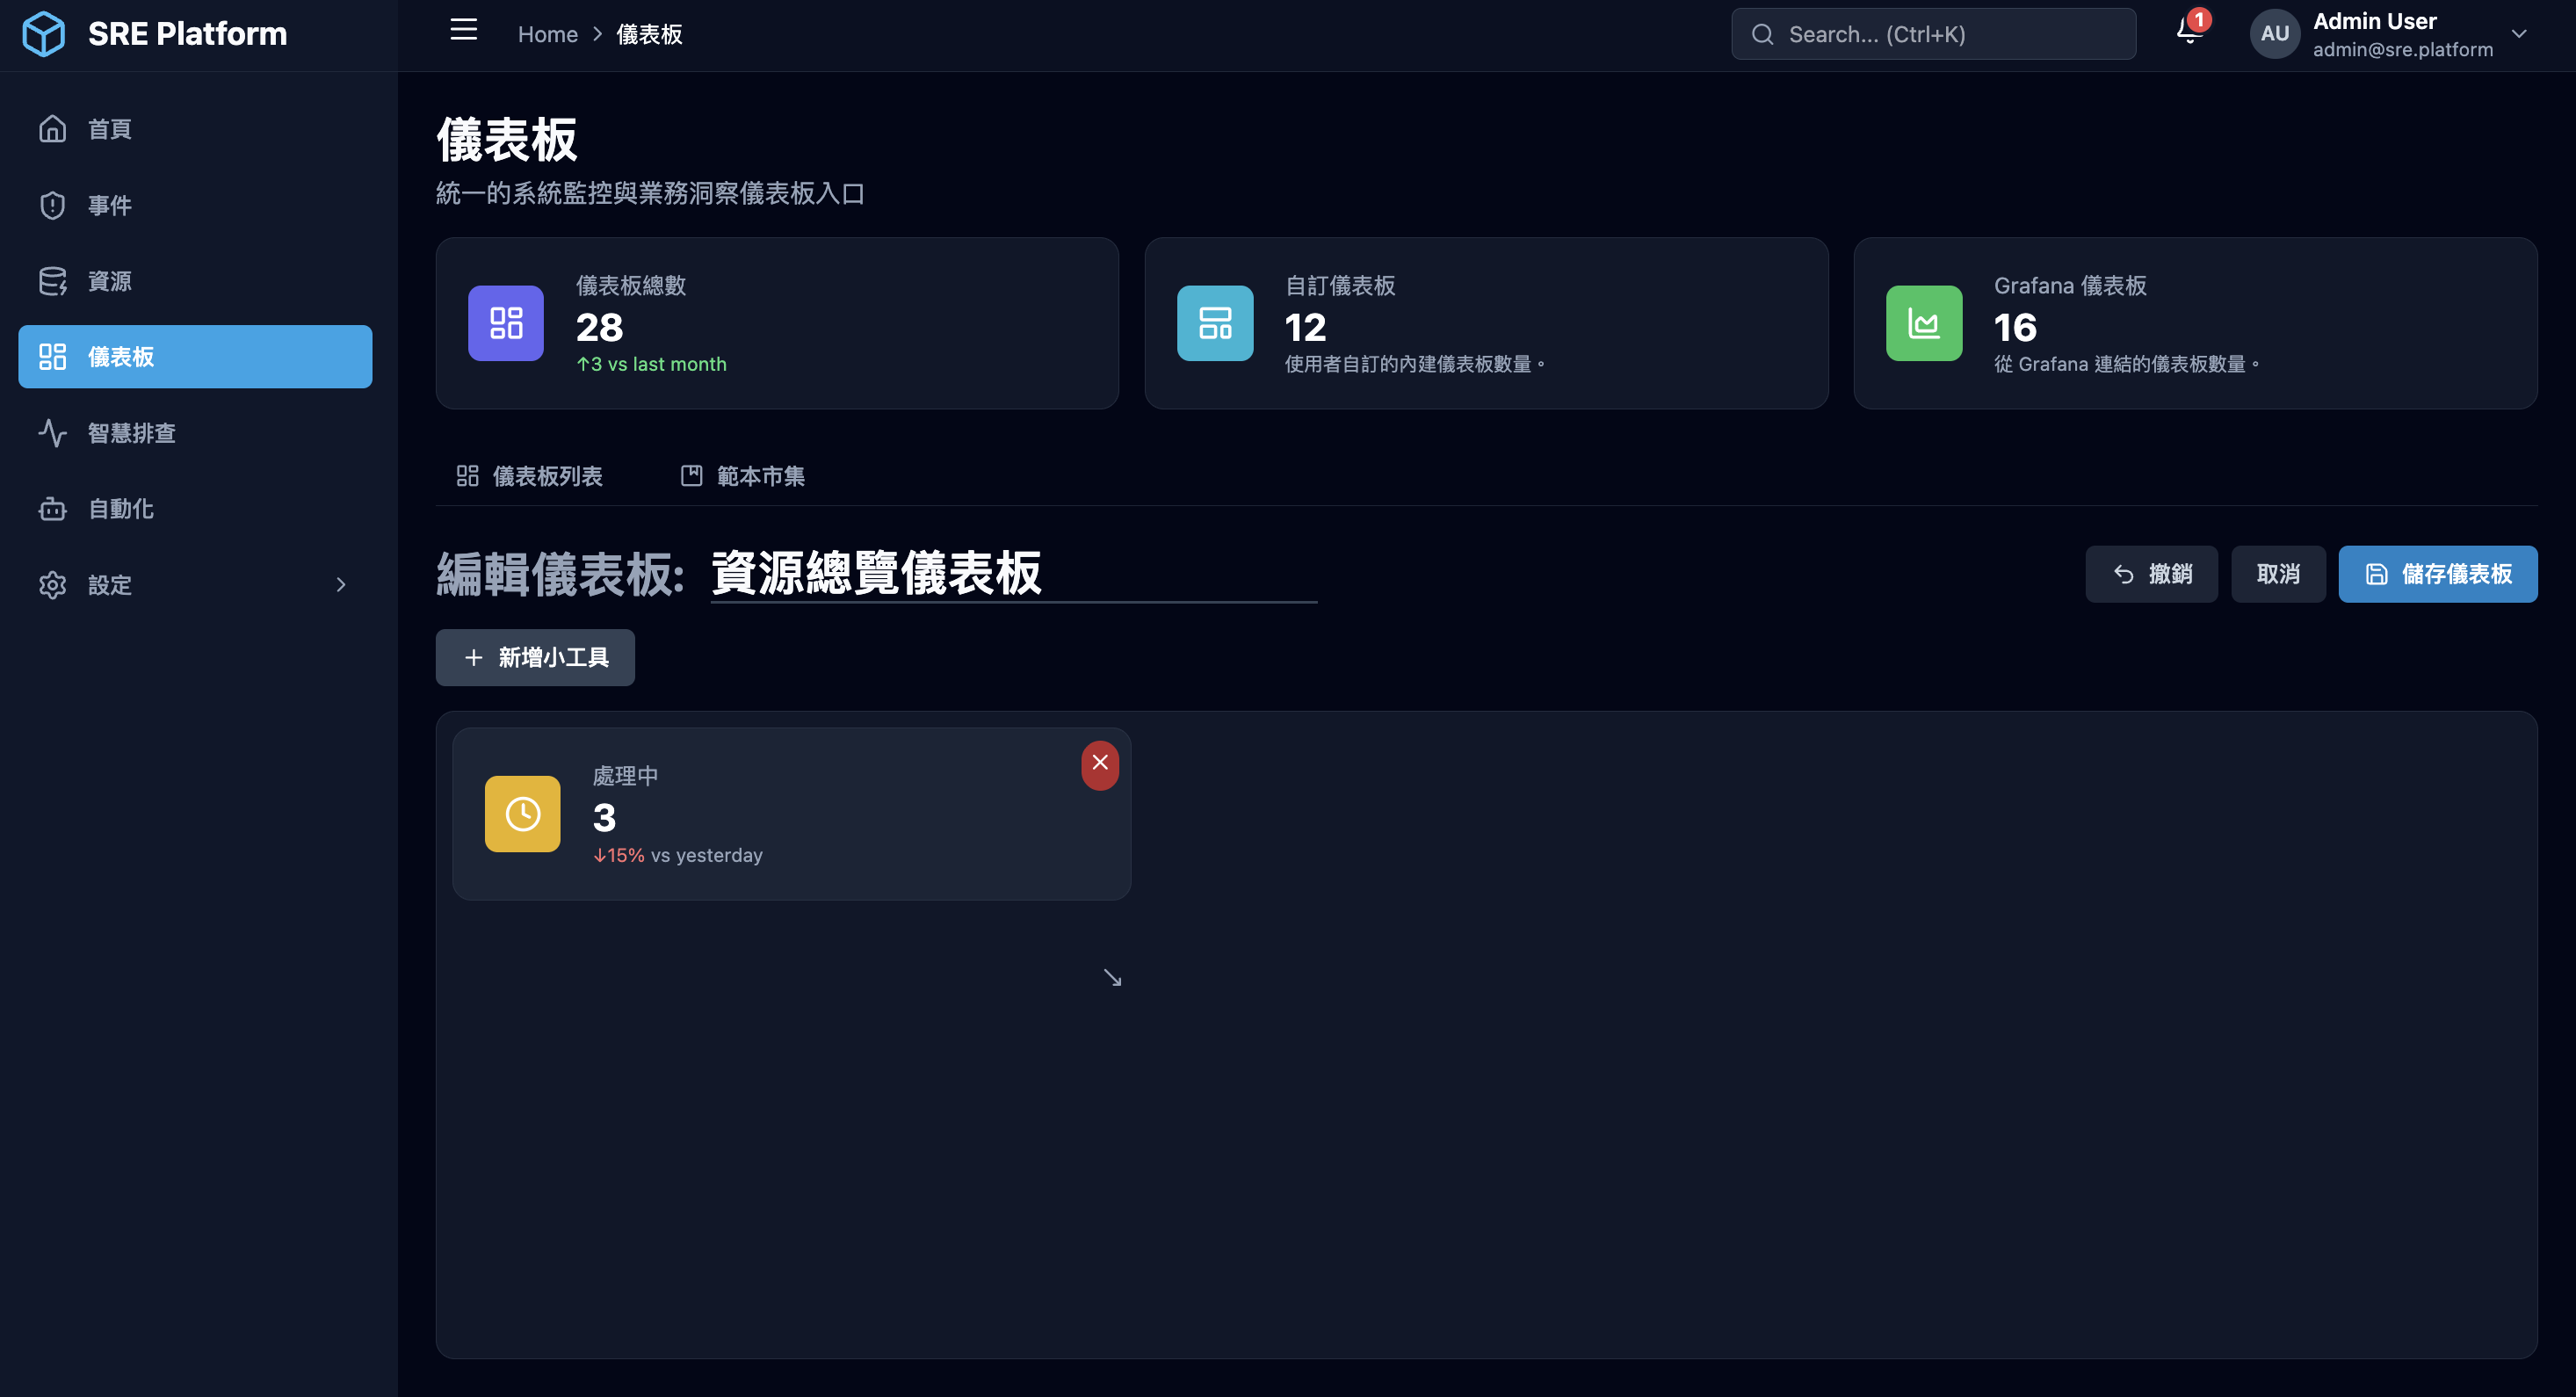 SRE Platform
Home > 儀表板
Search... (Ctrl+K)
1
AU
Admin User
admin@sre.platform
首頁
事件
資源
儀表板
智慧排查
自動化
設定
儀表板
統一的系統監控與業務洞察儀表板入口
儀表板總數
28
↑3 vs last month
自訂儀表板
12
使用者自訂的內建儀表板數量。
Grafana 儀表板
16
從 Grafana 連結的儀表板數量。
儀表板列表
範本市集
編輯儀表板: 資源總覽儀表板
撤銷
取消
儲存儀表板
新增小工具
處理中
3
↓15% vs yesterday